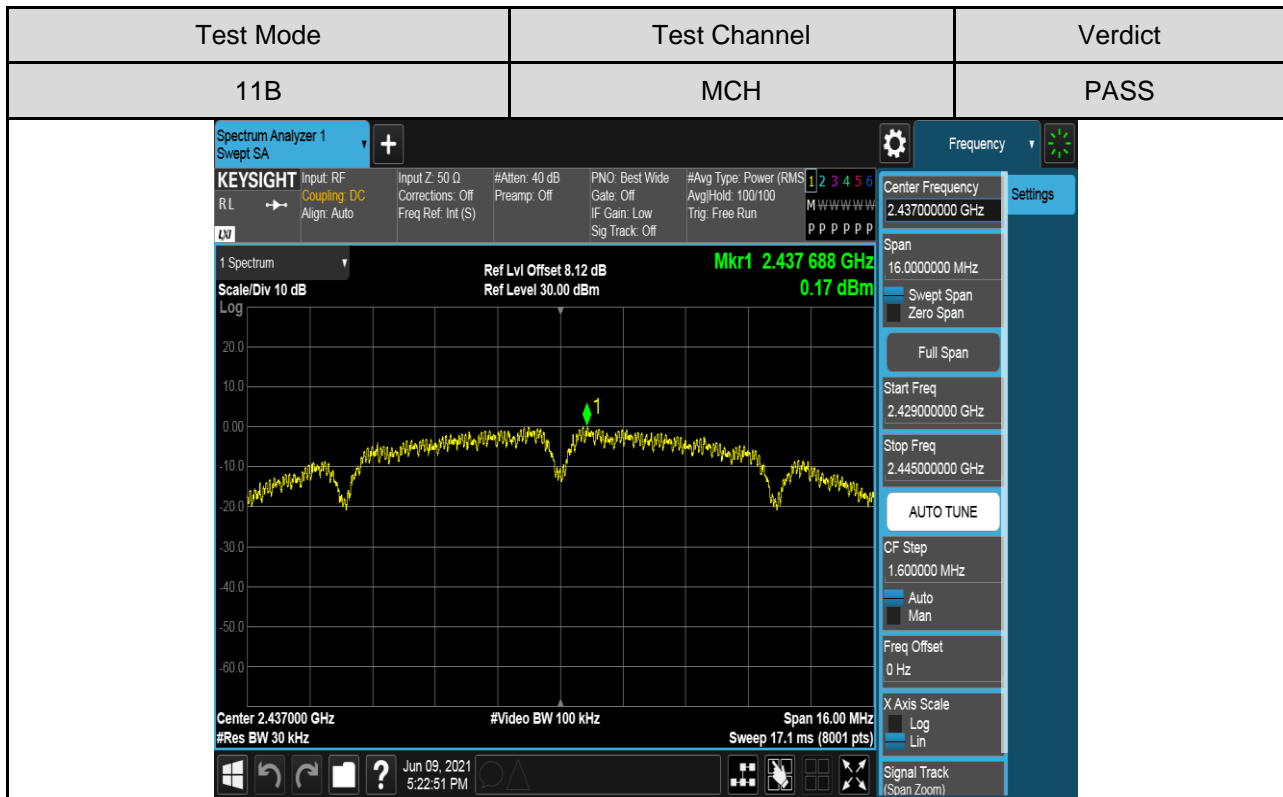 Test Mode Test Channel Verdict
11B MCH PASS
Spectrum Analyzer 1
Swept SA
Frequency
KEYSIGHT
RL
LXI
Input: RF
Coupling: DC
Align: Auto
Input Z: 50 Ω
Corrections: Off
Freq Ref: Int (S)
#Atten: 40 dB
Preamp: Off
PNO: Best Wide
Gate: Off
IF Gain: Low
Sig Track: Off
#Avg Type: Power (RMS
Avg|Hold: 100/100
Trig: Free Run
1 2 3 4 5 6
M W W W W W
P P P P P P
1 Spectrum
Scale/Div 10 dB
Ref Lvl Offset 8.12 dB
Ref Level 30.00 dBm
Mkr1 2.437 688 GHz
0.17 dBm
Log
20.0
10.0
0.00
-10.0
-20.0
-30.0
-40.0
-50.0
-60.0
1
Center 2.437000 GHz
#Res BW 30 kHz
#Video BW 100 kHz
Span 16.00 MHz
Sweep 17.1 ms (8001 pts)
Center Frequency
2.437000000 GHz
Settings
Span
16.0000000 MHz
Swept Span
Zero Span
Full Span
Start Freq
2.429000000 GHz
Stop Freq
2.445000000 GHz
AUTO TUNE
CF Step
1.600000 MHz
Auto
Man
Freq Offset
0 Hz
X Axis Scale
Log
Lin
Signal Track
(Span Zoom)
?
Jun 09, 2021
5:22:51 PM